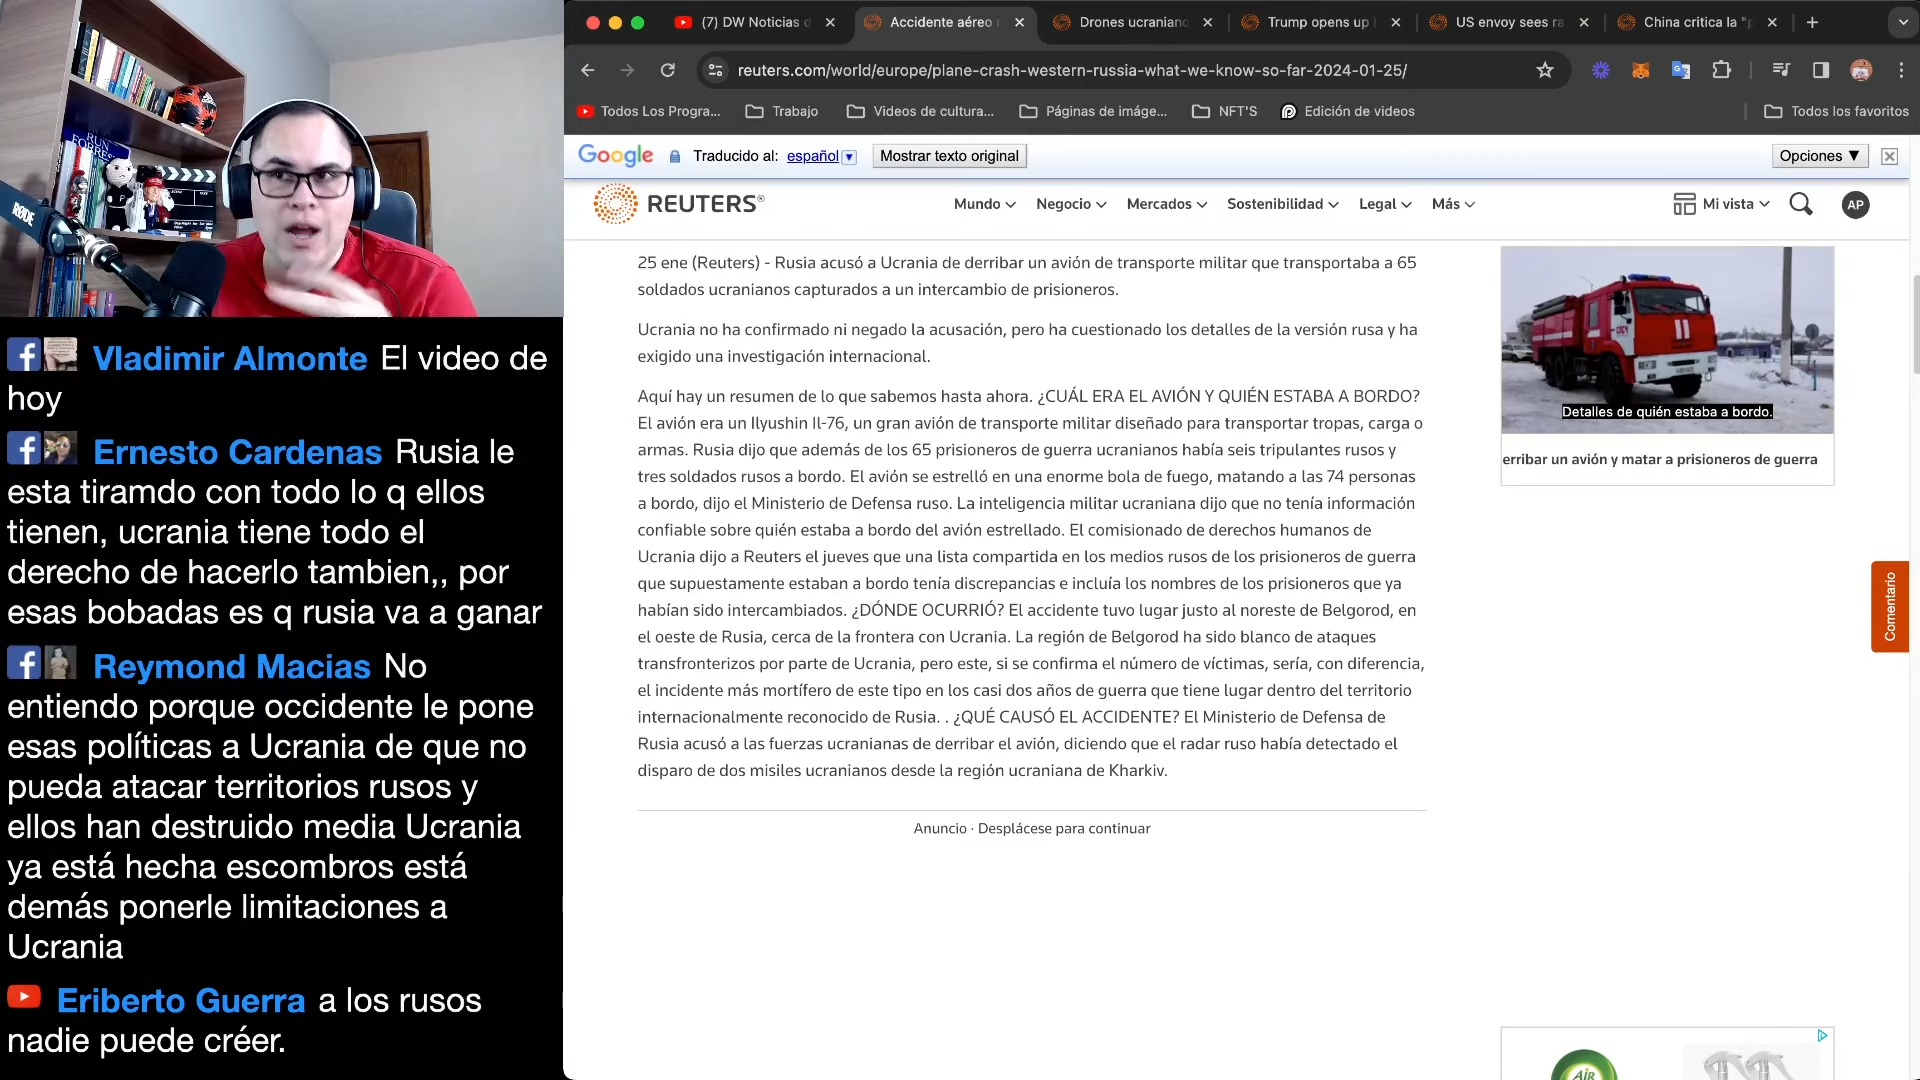 RUN
FORREST
RØDE
Vladimir Almonte El video de
hoy
Ernesto Cardenas Rusia le
esta tiramdo con todo lo q ellos
tienen, ucrania tiene todo el
derecho de hacerlo tambien,, por
esas bobadas es q rusia va a ganar
Reymond Macias No
entiendo porque occidente le pone
esas políticas a Ucrania de que no
pueda atacar territorios rusos y
ellos han destruido media Ucrania
ya está hecha escombros está
demás ponerle limitaciones a
Ucrania
Eriberto Guerra a los rusos
nadie puede créer.
(7) DW Noticias d
Accidente aéreo
Drones ucraniano
Trump opens up
US envoy sees ra
China critica la "p
reuters.com/world/europe/plane-crash-western-russia-what-we-know-so-far-2024-01-25/
Todos Los Progra...
Trabajo
Videos de cultura...
Páginas de imáge...
NFT'S
Edición de videos
Todos los favoritos
Google
Traducido al: español
Mostrar texto original
Opciones ▼
REUTERS®
Mundo
Negocio
Mercados
Sostenibilidad
Legal
Más
Mi vista
AP
25 ene (Reuters) - Rusia acusó a Ucrania de derribar un avión de transporte militar que transportaba a 65
soldados ucranianos capturados a un intercambio de prisioneros.
Ucrania no ha confirmado ni negado la acusación, pero ha cuestionado los detalles de la versión rusa y ha
exigido una investigación internacional.
Aquí hay un resumen de lo que sabemos hasta ahora. ¿CUÁL ERA EL AVIÓN Y QUIÉN ESTABA A BORDO?
El avión era un Ilyushin Il-76, un gran avión de transporte militar diseñado para transportar tropas, carga o
armas. Rusia dijo que además de los 65 prisioneros de guerra ucranianos había seis tripulantes rusos y
tres soldados rusos a bordo. El avión se estrelló en una enorme bola de fuego, matando a las 74 personas
a bordo, dijo el Ministerio de Defensa ruso. La inteligencia militar ucraniana dijo que no tenía información
confiable sobre quién estaba a bordo del avión estrellado. El comisionado de derechos humanos de
Ucrania dijo a Reuters el jueves que una lista compartida en los medios rusos de los prisioneros de guerra
que supuestamente estaban a bordo tenía discrepancias e incluía los nombres de los prisioneros que ya
habían sido intercambiados. ¿DÓNDE OCURRIÓ? El accidente tuvo lugar justo al noreste de Belgorod, en
el oeste de Rusia, cerca de la frontera con Ucrania. La región de Belgorod ha sido blanco de ataques
transfronterizos por parte de Ucrania, pero este, si se confirma el número de víctimas, sería, con diferencia,
el incidente más mortífero de este tipo en los casi dos años de guerra que tiene lugar dentro del territorio
internacionalmente reconocido de Rusia. . ¿QUÉ CAUSÓ EL ACCIDENTE? El Ministerio de Defensa de
Rusia acusó a las fuerzas ucranianas de derribar el avión, diciendo que el radar ruso había detectado el
disparo de dos misiles ucranianos desde la región ucraniana de Kharkiv.
Anuncio · Desplácese para continuar
Detalles de quién estaba a bordo.
erribar un avión y matar a prisioneros de guerra
Comentario
AIR